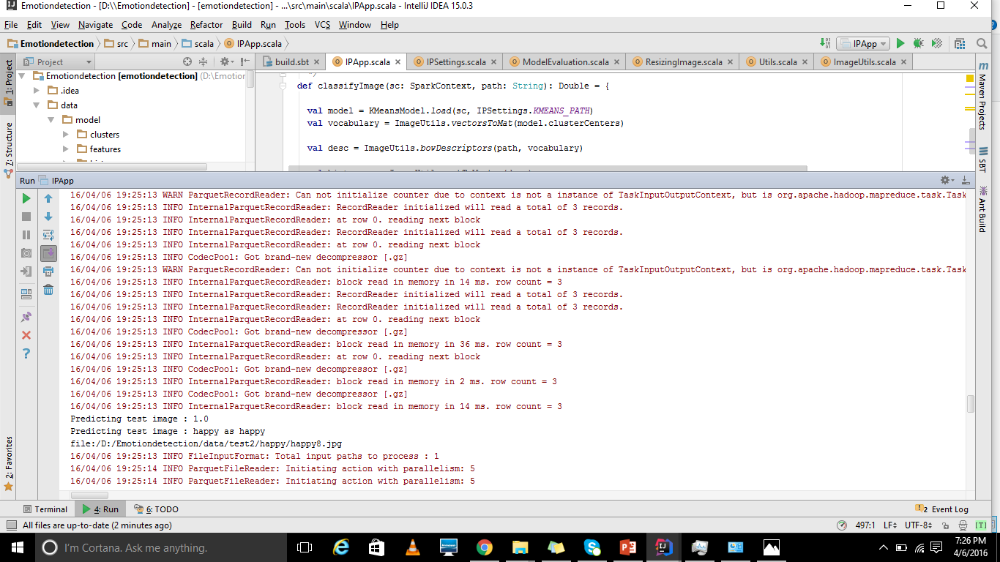 Emotiondetection - [D:\\Emotiondetection] - [emotiondetection] - ...\src\main\scala\IPApp.scala - IntelliJ IDEA 15.0.3
File Edit View Navigate Code Analyze Refactor Build Run Tools VCS Window Help
Emotiondetection src main scala IPApp.scala IPApp
Project build.sbt IPApp.scala IPSettings.scala ModelEvaluation.scala ResizingImage.scala Utils.scala ImageUtils.scala
1: Project
7: Structure
2: Favorites
Emotiondetection [emotiondetection] (D:\Emotior
.idea
data
model
clusters
features
*/
def classifyImage(sc: SparkContext, path: String): Double = {
val model = KMeansModel.load(sc, IPSettings.KMEANS_PATH)
val vocabulary = ImageUtils.vectorsToMat(model.clusterCenters)
val desc = ImageUtils.bowDescriptors(path, vocabulary)
Maven Projects
SBT
Ant Build
Run IPApp
16/04/06 19:25:13 WARN ParquetRecordReader: Can not initialize counter due to context is not a instance of TaskInputOutputContext, but is org.apache.hadoop.mapreduce.task.Task
16/04/06 19:25:13 INFO InternalParquetRecordReader: RecordReader initialized will read a total of 3 records.
16/04/06 19:25:13 INFO InternalParquetRecordReader: at row 0. reading next block
16/04/06 19:25:13 INFO InternalParquetRecordReader: RecordReader initialized will read a total of 3 records.
16/04/06 19:25:13 INFO InternalParquetRecordReader: at row 0. reading next block
16/04/06 19:25:13 INFO CodecPool: Got brand-new decompressor [.gz]
16/04/06 19:25:13 WARN ParquetRecordReader: Can not initialize counter due to context is not a instance of TaskInputOutputContext, but is org.apache.hadoop.mapreduce.task.Task
16/04/06 19:25:13 INFO InternalParquetRecordReader: block read in memory in 14 ms. row count = 3
16/04/06 19:25:13 INFO InternalParquetRecordReader: RecordReader initialized will read a total of 3 records.
16/04/06 19:25:13 INFO InternalParquetRecordReader: RecordReader initialized will read a total of 3 records.
16/04/06 19:25:13 INFO InternalParquetRecordReader: at row 0. reading next block
16/04/06 19:25:13 INFO CodecPool: Got brand-new decompressor [.gz]
16/04/06 19:25:13 INFO InternalParquetRecordReader: block read in memory in 36 ms. row count = 3
16/04/06 19:25:13 INFO InternalParquetRecordReader: at row 0. reading next block
16/04/06 19:25:13 INFO CodecPool: Got brand-new decompressor [.gz]
16/04/06 19:25:13 INFO InternalParquetRecordReader: block read in memory in 2 ms. row count = 3
16/04/06 19:25:13 INFO CodecPool: Got brand-new decompressor [.gz]
16/04/06 19:25:13 INFO InternalParquetRecordReader: block read in memory in 14 ms. row count = 3
Predicting test image : 1.0
Predicting test image : happy as happy
file:/D:/Emotiondetection/data/test2/happy/happy8.jpg
16/04/06 19:25:13 INFO FileInputFormat: Total input paths to process : 1
16/04/06 19:25:14 INFO ParquetFileReader: Initiating action with parallelism: 5
16/04/06 19:25:14 INFO ParquetFileReader: Initiating action with parallelism: 5
Terminal 4: Run 6: TODO 2 Event Log
All files are up-to-date (2 minutes ago) 497:1 LF UTF-8 [T]
I'm Cortana. Ask me anything. 7:26 PM
4/6/2016